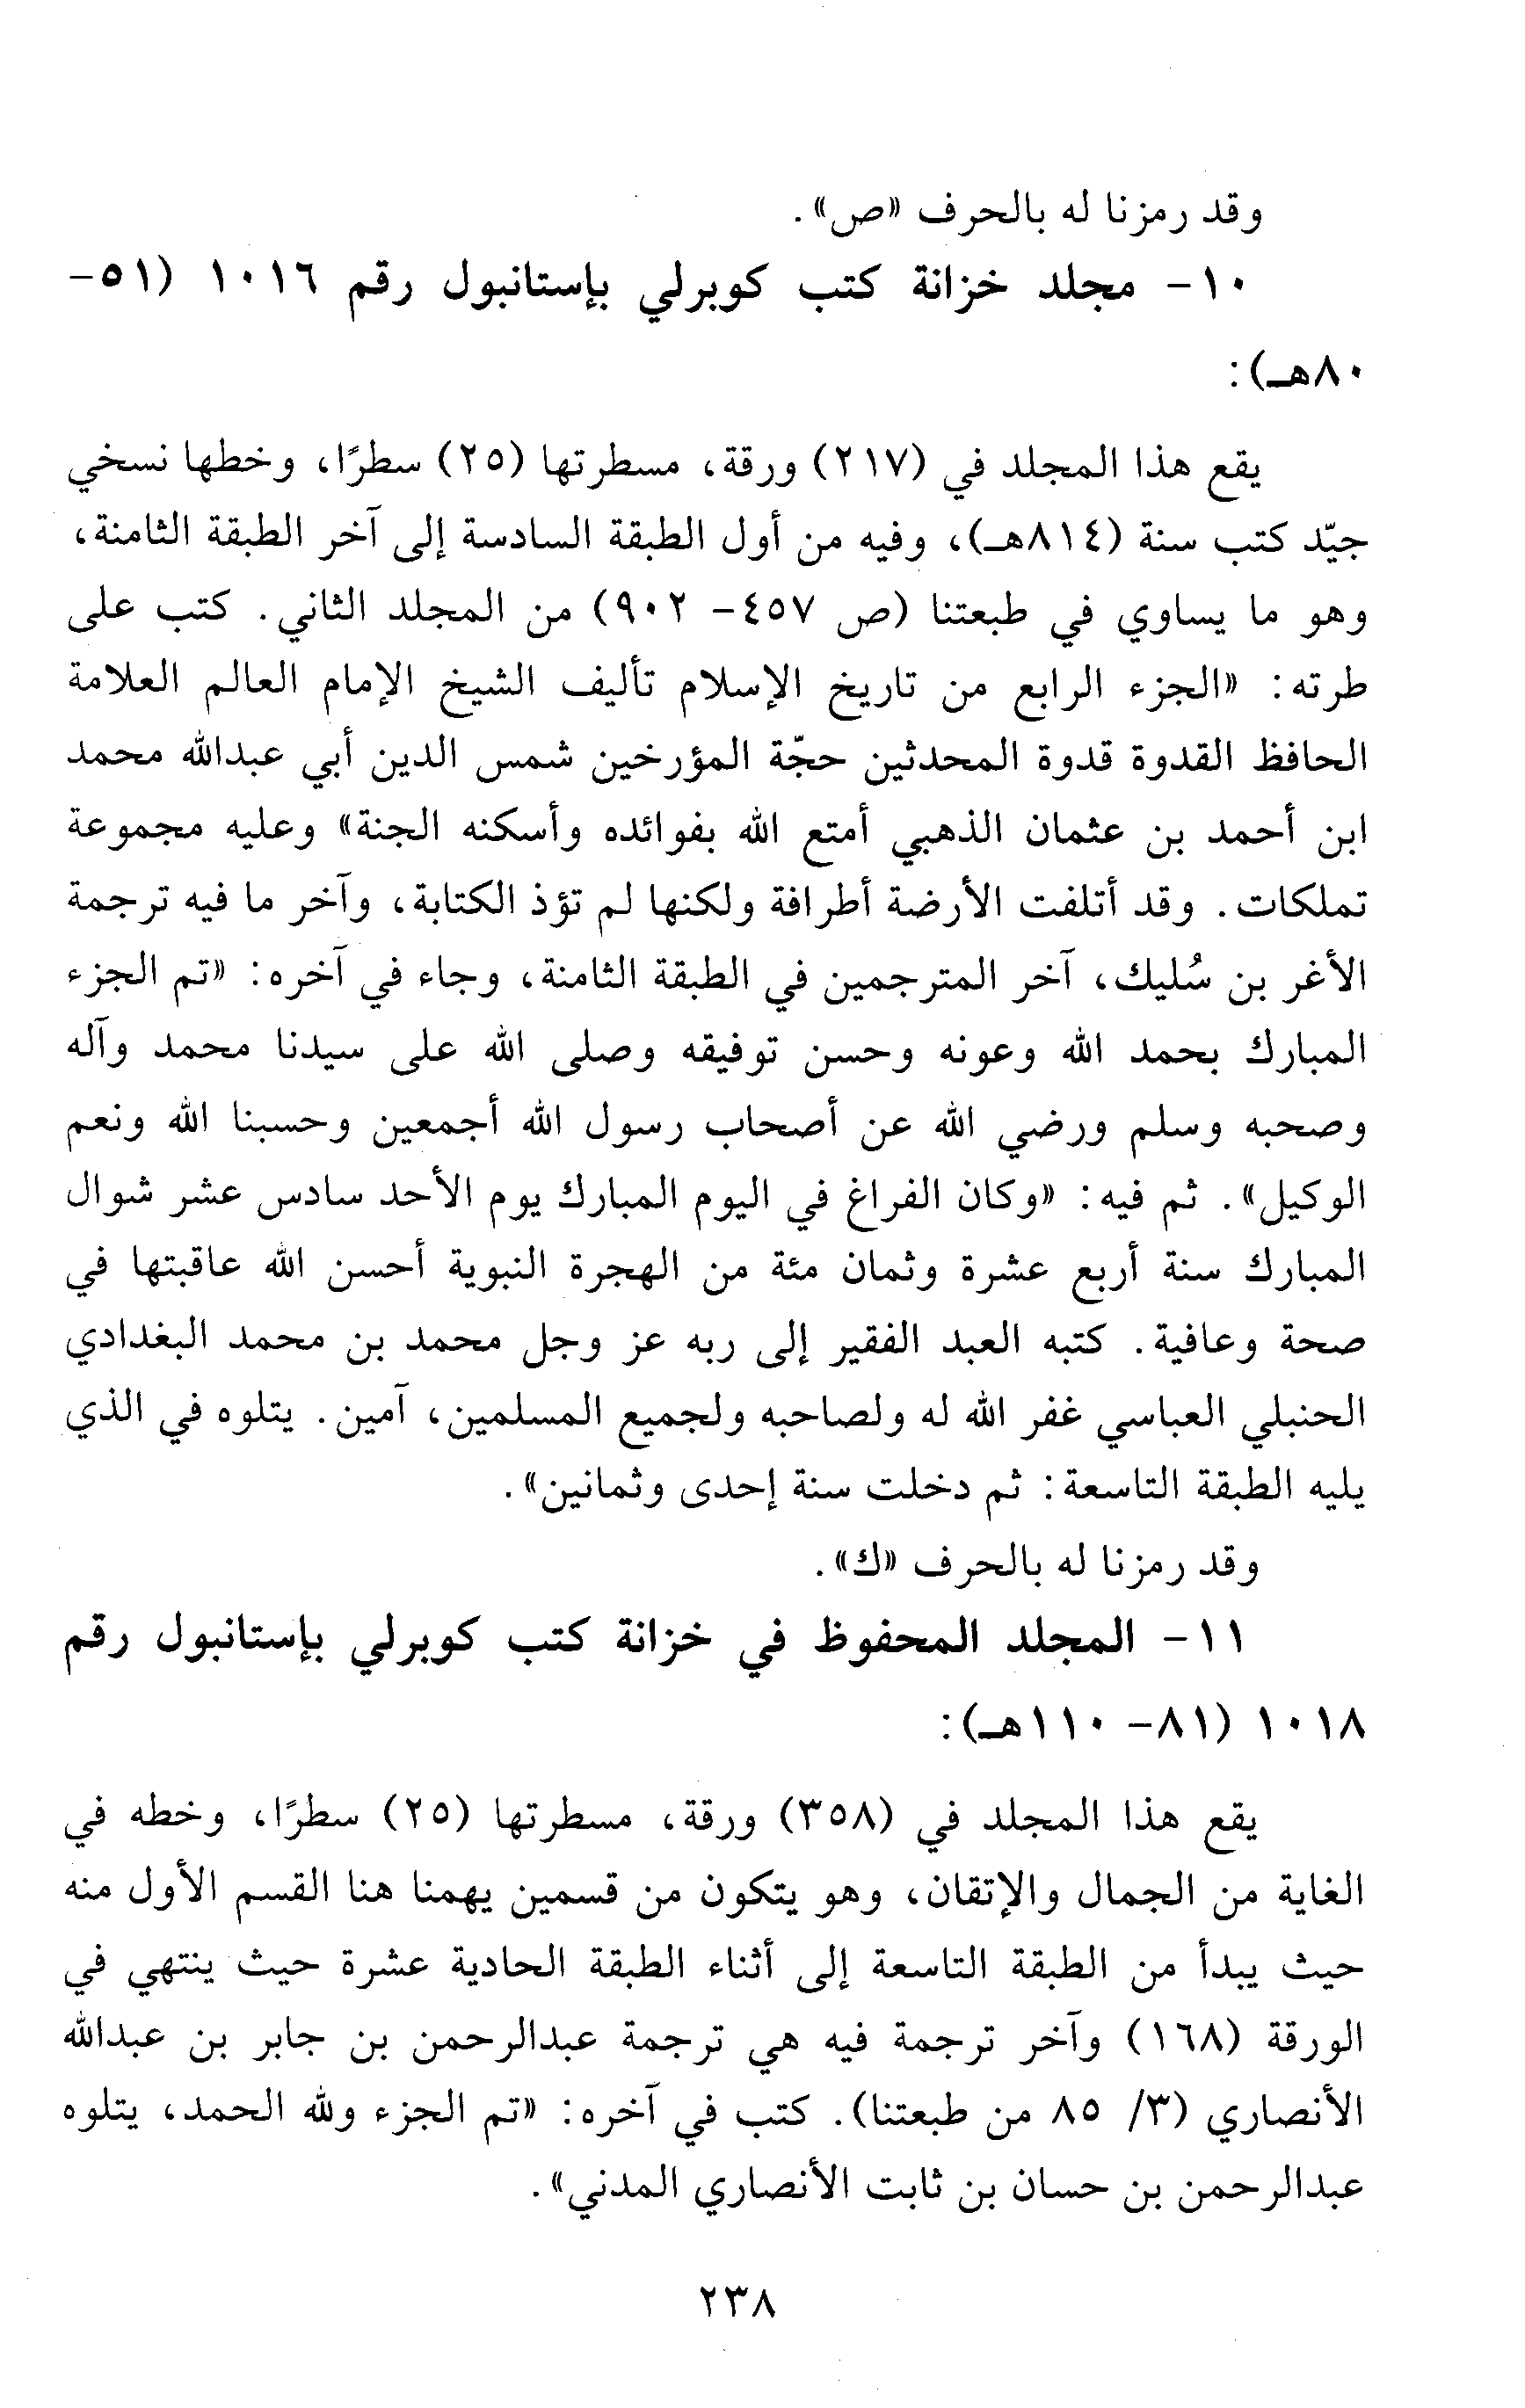 وقد رمزنا له بالحرف «ص».
١٠- مجلد خزانة كتب كوبرلي بإستانبول رقم ١٠١٦ (٥١-
٨٠هـ):
يقع هذا المجلد في (٢١٧) ورقة، مسطرتها (٢٥) سطرًا، وخطها نسخي
جيّد كتب سنة (٨١٤هـ)، وفيه من أول الطبقة السادسة إلى آخر الطبقة الثامنة،
وهو ما يساوي في طبعتنا (ص ٤٥٧- ٩٠٢) من المجلد الثاني. كتب على
طرته: «الجزء الرابع من تاريخ الإسلام تأليف الشيخ الإمام العالم العلامة
الحافظ القدوة قدوة المحدثين حجّة المؤرخين شمس الدين أبي عبدالله محمد
ابن أحمد بن عثمان الذهبي أمتع الله بفوائده وأسكنه الجنة» وعليه مجموعة
تملكات. وقد أتلفت الأرضة أطرافة ولكنها لم تؤذ الكتابة، وآخر ما فيه ترجمة
الأغر بن سُليك، آخر المترجمين في الطبقة الثامنة، وجاء في آخره: «تم الجزء
المبارك بحمد الله وعونه وحسن توفيقه وصلى الله على سيدنا محمد وآله
وصحبه وسلم ورضي الله عن أصحاب رسول الله أجمعين وحسبنا الله ونعم
الوكيل». ثم فيه: «وكان الفراغ في اليوم المبارك يوم الأحد سادس عشر شوال
المبارك سنة أربع عشرة وثمان مئة من الهجرة النبوية أحسن الله عاقبتها في
صحة وعافية. كتبه العبد الفقير إلى ربه عز وجل محمد بن محمد البغدادي
الحنبلي العباسي غفر الله له ولصاحبه ولجميع المسلمين، آمين. يتلوه في الذي
يليه الطبقة التاسعة: ثم دخلت سنة إحدى وثمانين».
وقد رمزنا له بالحرف «ك».
١١- المجلد المحفوظ في خزانة كتب كوبرلي بإستانبول رقم
١٠١٨ (٨١- ١١٠هـ):
يقع هذا المجلد في (٣٥٨) ورقة، مسطرتها (٢٥) سطرًا، وخطه في
الغاية من الجمال والإتقان، وهو يتكون من قسمين يهمنا هنا القسم الأول منه
حيث يبدأ من الطبقة التاسعة إلى أثناء الطبقة الحادية عشرة حيث ينتهي في
الورقة (١٦٨) وآخر ترجمة فيه هي ترجمة عبدالرحمن بن جابر بن عبدالله
الأنصاري (٣/ ٨٥ من طبعتنا). كتب في آخره: «تم الجزء ولله الحمد، يتلوه
عبدالرحمن بن حسان بن ثابت الأنصاري المدني».
٢٣٨